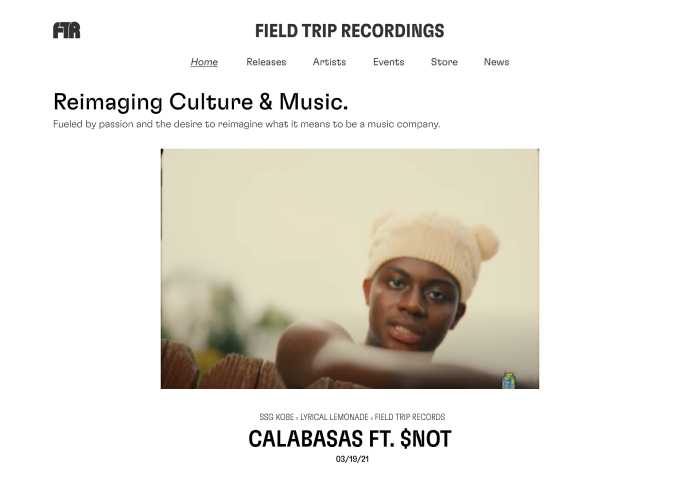 FTR
FIELD TRIP RECORDINGS
Home Releases Artists Events Store News
Reimaging Culture & Music.
Fueled by passion and the desire to reimagine what it means to be a music company.
SSG KOBE x LYRICAL LEMONADE x FIELD TRIP RECORDS
CALABASAS FT. $NOT
03/19/21